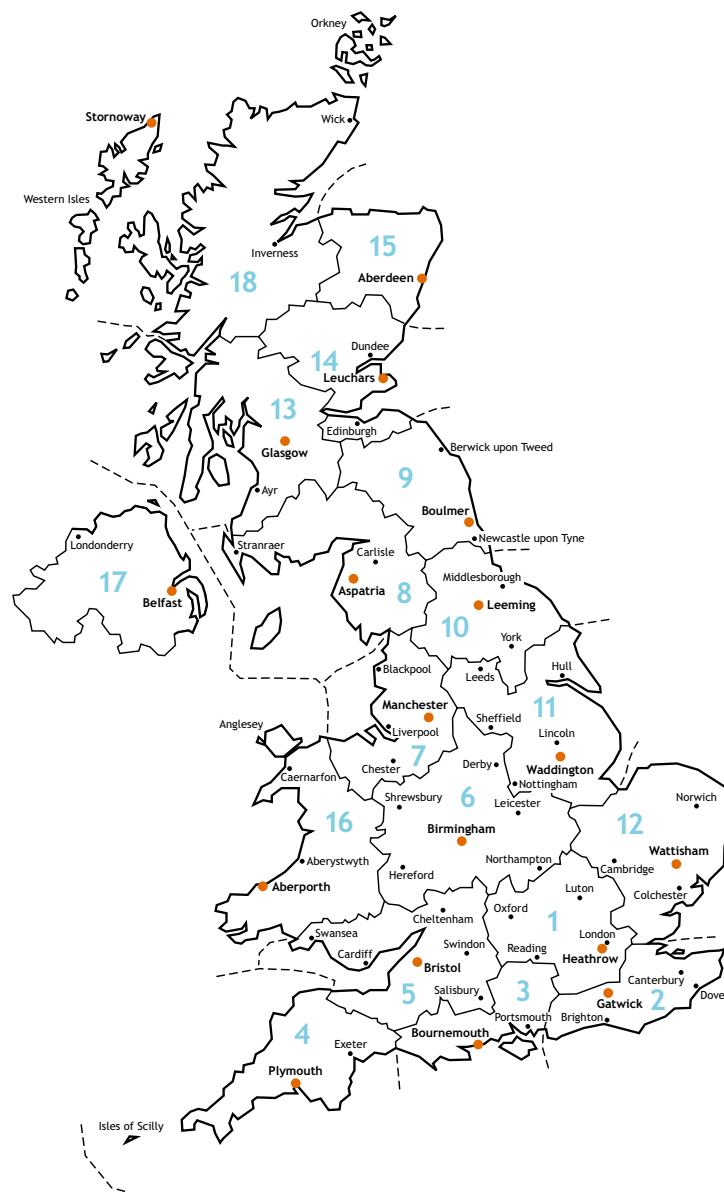 Orkney
Stornoway
Wick
Western Isles
Inverness
15
18
Aberdeen
Dundee
14
Leuchars
13
Edinburgh
Glasgow
Berwick upon Tweed
9
Ayr
Boulmer
Londonderry
Stranraer
Newcastle upon Tyne
Carlisle
17
Middlesborough
Aspatria
8
Belfast
Leeming
10
York
Blackpool
Leeds
Hull
Manchester
11
Anglesey
Liverpool
Sheffield
Lincoln
7
Chester
Derby
Waddington
Caernarfon
Nottingham
6
Shrewsbury
Leicester
Norwich
16
12
Birmingham
Wattisham
Aberystwyth
Hereford
Northampton
Cambridge
Aberporth
Luton
Colchester
Cheltenham
Oxford
1
Swansea
London
Swindon
Reading
Heathrow
Cardiff
Bristol
Canterbury
Salisbury
3
Gatwick
2
Dove
5
Portsmouth
Brighton
4
Bournemouth
Exeter
Plymouth
Isles of Scilly